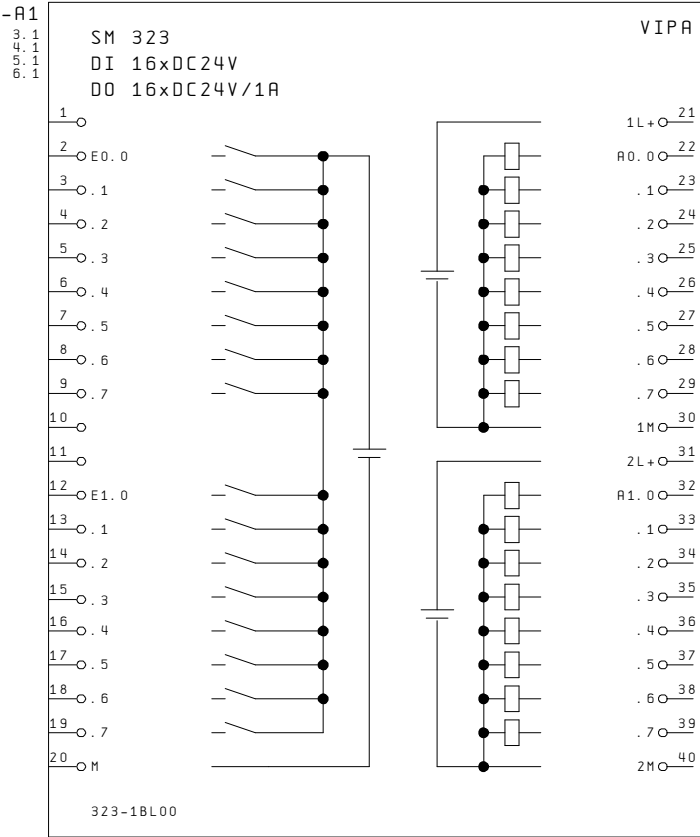 -A1
3.1
4.1
5.1
6.1
SM 323
DI 16xDC24V
DO 16xDC24V/1A
VIPA
1
2 E0.0
3 .1
4 .2
5 .3
6 .4
7 .5
8 .6
9 .7
10
11
12 E1.0
13 .1
14 .2
15 .3
16 .4
17 .5
18 .6
19 .7
20 M
1L+ 21
A0.0 22
.1 23
.2 24
.3 25
.4 26
.5 27
.6 28
.7 29
1M 30
2L+ 31
A1.0 32
.1 33
.2 34
.3 35
.4 36
.5 37
.6 38
.7 39
2M 40
323-1BL00